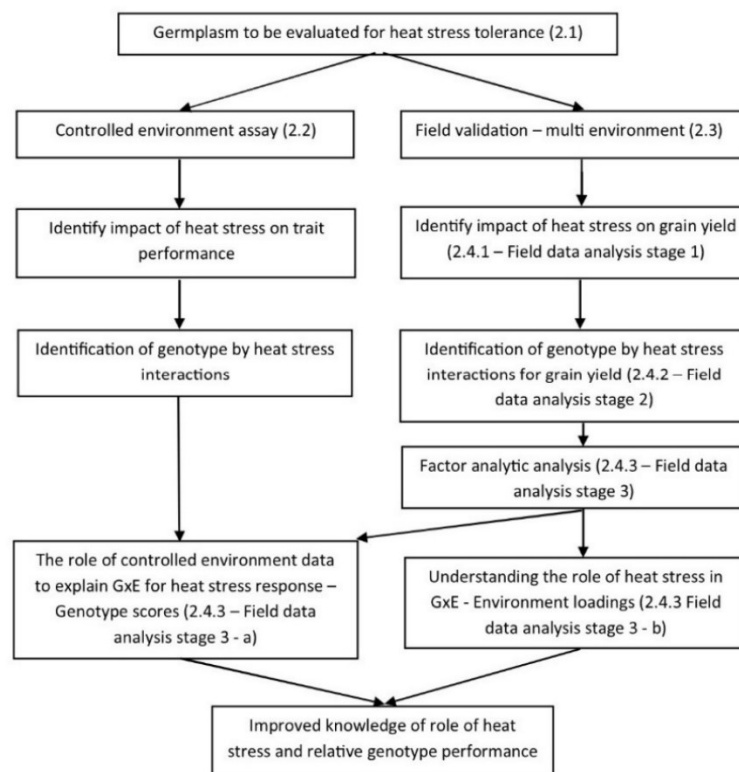 Germplasm to be evaluated for heat stress tolerance (2.1)
Controlled environment assay (2.2)
Field validation – multi environment (2.3)
Identify impact of heat stress on trait
performance
Identify impact of heat stress on grain yield
(2.4.1 – Field data analysis stage 1)
Identification of genotype by heat stress
interactions
Identification of genotype by heat stress
interactions for grain yield (2.4.2 – Field
data analysis stage 2)
Factor analytic analysis (2.4.3 – Field data
analysis stage 3)
The role of controlled environment data
to explain GxE for heat stress response –
Genotype scores (2.4.3 – Field data
analysis stage 3 - a)
Understanding the role of heat stress in
GxE - Environment loadings (2.4.3 Field
data analysis stage 3 - b)
Improved knowledge of role of heat
stress and relative genotype performance